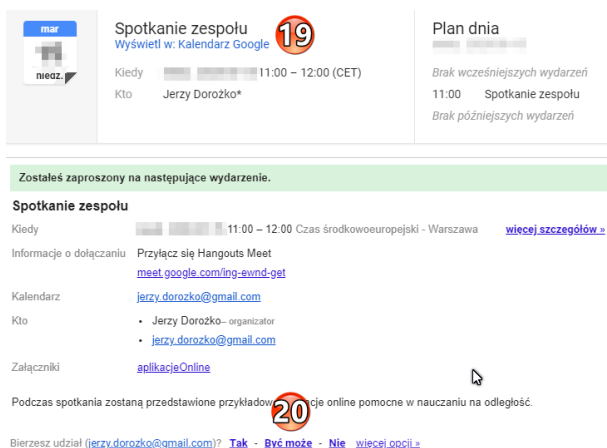 mar
niedz.
Spotkanie zespołu
Wyświetl w: Kalendarz Google
19
Kiedy 11:00 – 12:00 (CET)
Kto Jerzy Dorożko*
Plan dnia
Brak wcześniejszych wydarzeń
11:00 Spotkanie zespołu
Brak późniejszych wydarzeń
Zostałeś zaproszony na następujące wydarzenie.
Spotkanie zespołu
Kiedy 11:00 – 12:00 Czas środkowoeuropejski - Warszawa więcej szczegółów »
Informacje o dołączaniu Przyłącz się Hangouts Meet
meet.google.com/ing-ewnd-get
Kalendarz jerzy.dorozko@gmail.com
Kto • Jerzy Dorożko– organizator
• jerzy.dorozko@gmail.com
Załączniki aplikacjeOnline
Podczas spotkania zostaną przedstawione przykładow cje online pomocne w nauczaniu na odległość.
20
Bierzesz udział (jerzy.dorozko@gmail.com)? Tak - Być może - Nie więcej opcji »